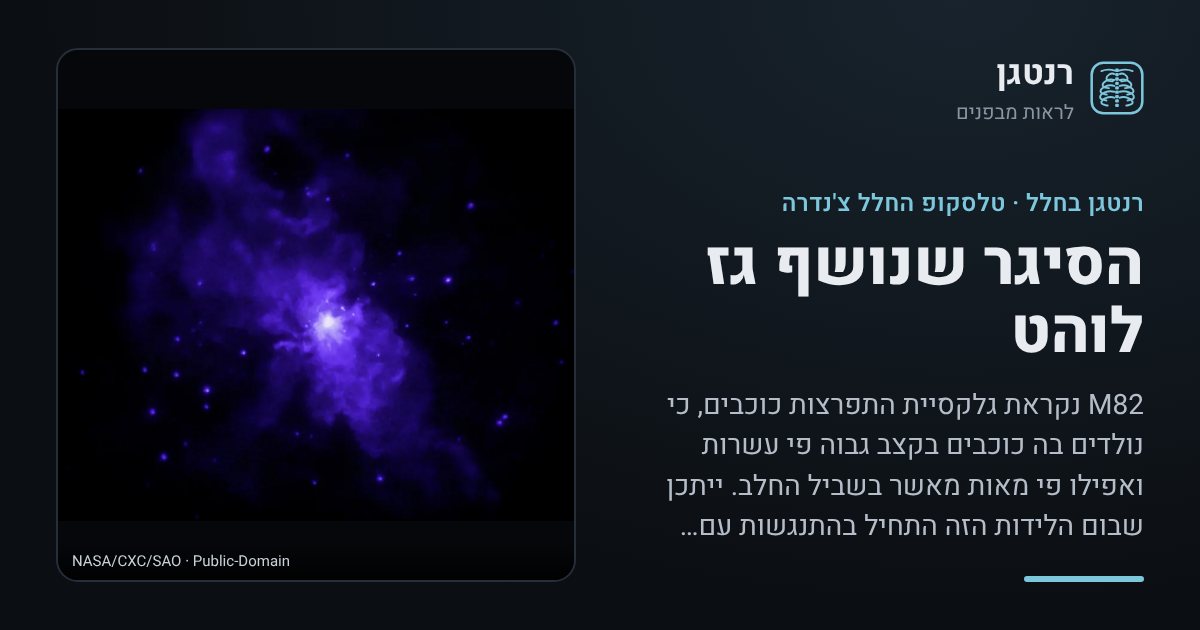 רנטגן
לראות מבפנים
רנטגן בחלל · טלסקופ החלל צ'נדרה
הסיגר שנושף גז
לוהט
M82 נקראת גלקסיית התפרצות כוכבים, כי
נולדים בה כוכבים בקצב גבוה פי עשרות
ואפילו פי מאות מאשר בשביל החלב. ייתכן
שבום הלידות הזה התחיל בהתנגשות עם...
NASA/CXC/SAO · Public-Domain